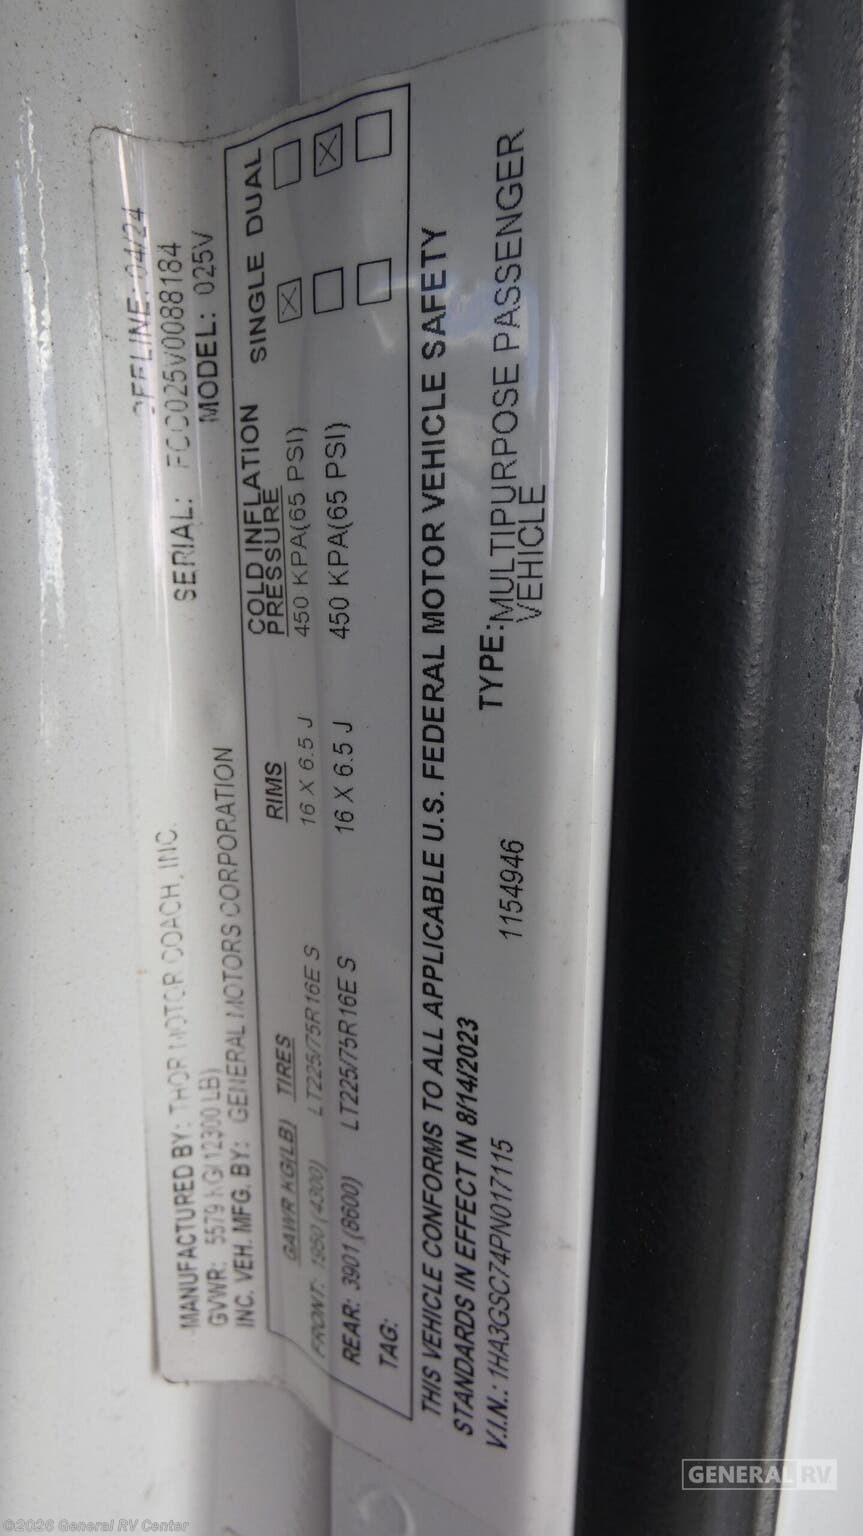 OFFLINE: 04/24
MANUFACTURED BY: THOR MOTOR COACH, INC.
SERIAL: FCC025V0088184
GVWR: 5579 KG(12300 LB)
MODEL: 025V
INC. VEH. MFG. BY: GENERAL MOTORS CORPORATION
GAWR KG(LB) TIRES RIMS COLD INFLATION PRESSURE SINGLE DUAL
FRONT: 1950 (4300) LT225/75R16E S 16 X 6.5 J 450 KPA(65 PSI)
REAR: 3901 (8600) LT225/75R16E S 16 X 6.5 J 450 KPA(65 PSI)
TAG:
THIS VEHICLE CONFORMS TO ALL APPLICABLE U.S. FEDERAL MOTOR VEHICLE SAFETY
STANDARDS IN EFFECT IN 8/14/2023
V.I.N.: 1HA3GSC74PN017115 1154946 TYPE: MULTIPURPOSE PASSENGER
VEHICLE
GENERAL RV
©2026 General RV Center